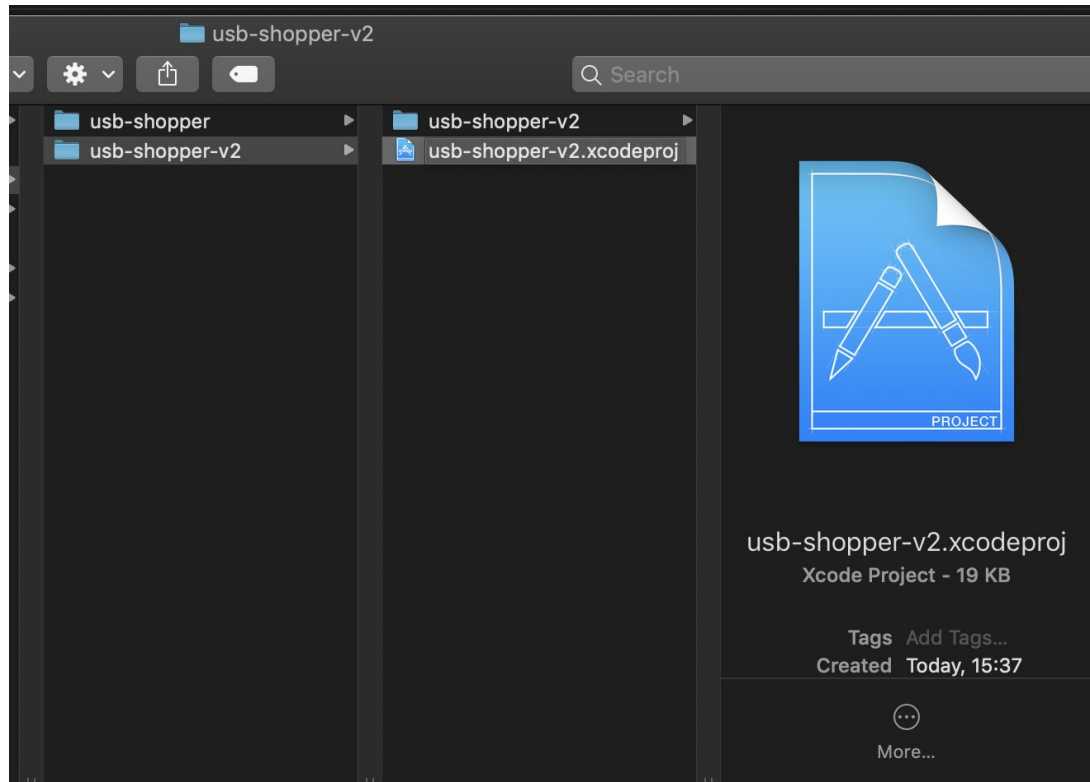 usb-shopper-v2
Search
usb-shopper
usb-shopper-v2
usb-shopper-v2
usb-shopper-v2.xcodeproj
PROJECT
usb-shopper-v2.xcodeproj
Xcode Project - 19 KB
Tags Add Tags...
Created Today, 15:37
More...